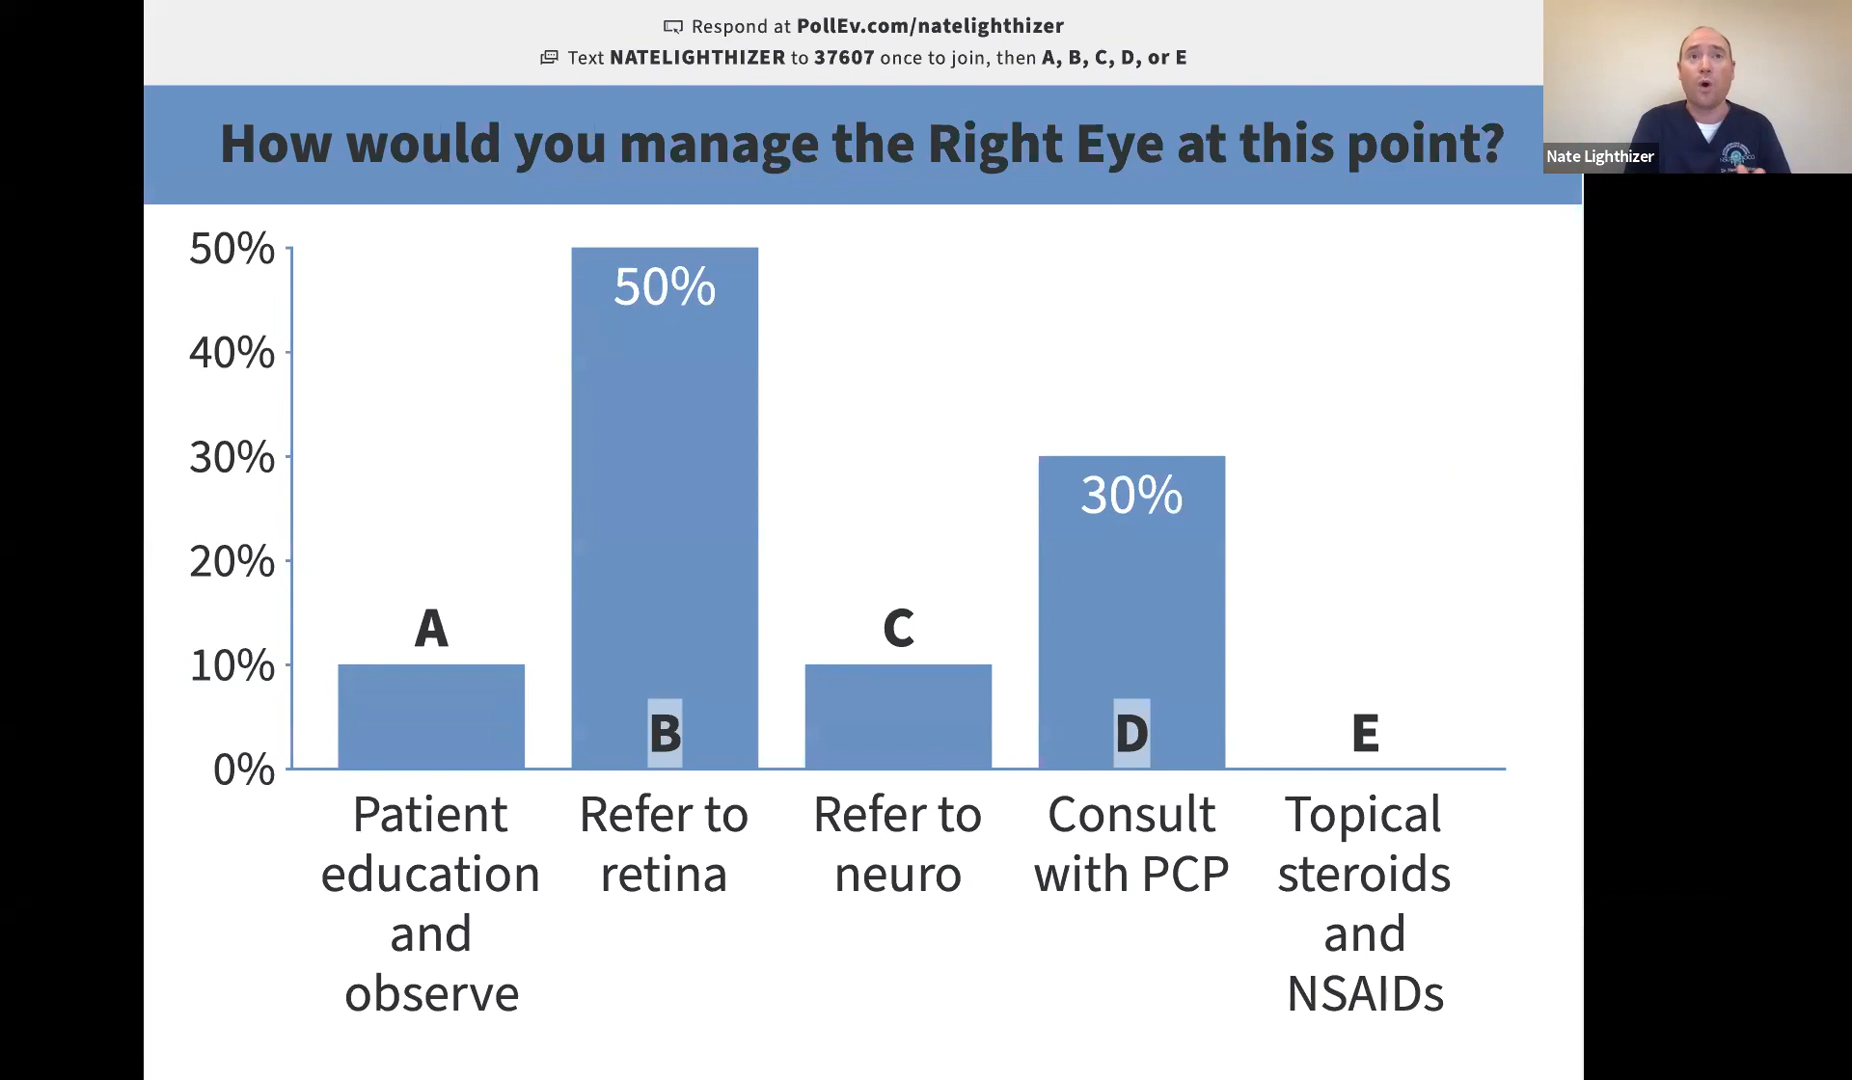 Respond at PollEv.com/natelighthizer
Text NATELIGHTHIZER to 37607 once to join, then A, B, C, D, or E
How would you manage the Right Eye at this point?
Nate Lighthizer
50%
40%
30%
20%
10%
0%
A
50%
B
C
30%
D
E
Patient
education
and
observe
Refer to
retina
Refer to
neuro
Consult
with PCP
Topical
steroids
and
NSAIDs